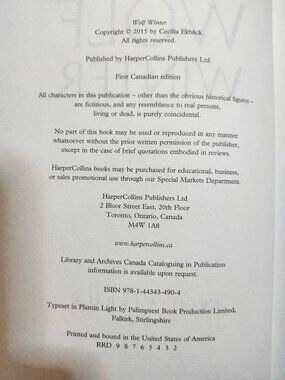 Wolf Winter
Copyright © 2015 by Cecilia Ekbäck.
All rights reserved.
Published by HarperCollins Publishers Ltd.
First Canadian edition
All characters in this publication – other than the obvious historical figures –
are fictitious, and any resemblance to real persons,
living or dead, is purely coincidental.
No part of this book may be used or reproduced in any manner
whatsoever without the prior written permission of the publisher,
except in the case of brief quotations embodied in reviews.
HarperCollins books may be purchased for educational, business,
or sales promotional use through our Special Markets Department.
HarperCollins Publishers Ltd
2 Bloor Street East, 20th Floor
Toronto, Ontario, Canada
M4W 1A8
www.harpercollins.ca
Library and Archives Canada Cataloguing in Publication
information is available upon request.
ISBN 978-1-44343-490-4
Typeset in Plantin Light by Palimpsest Book Production Limited,
Falkirk, Stirlingshire
Printed and bound in the United States of America
RRD 9 8 7 6 5 4 3 2